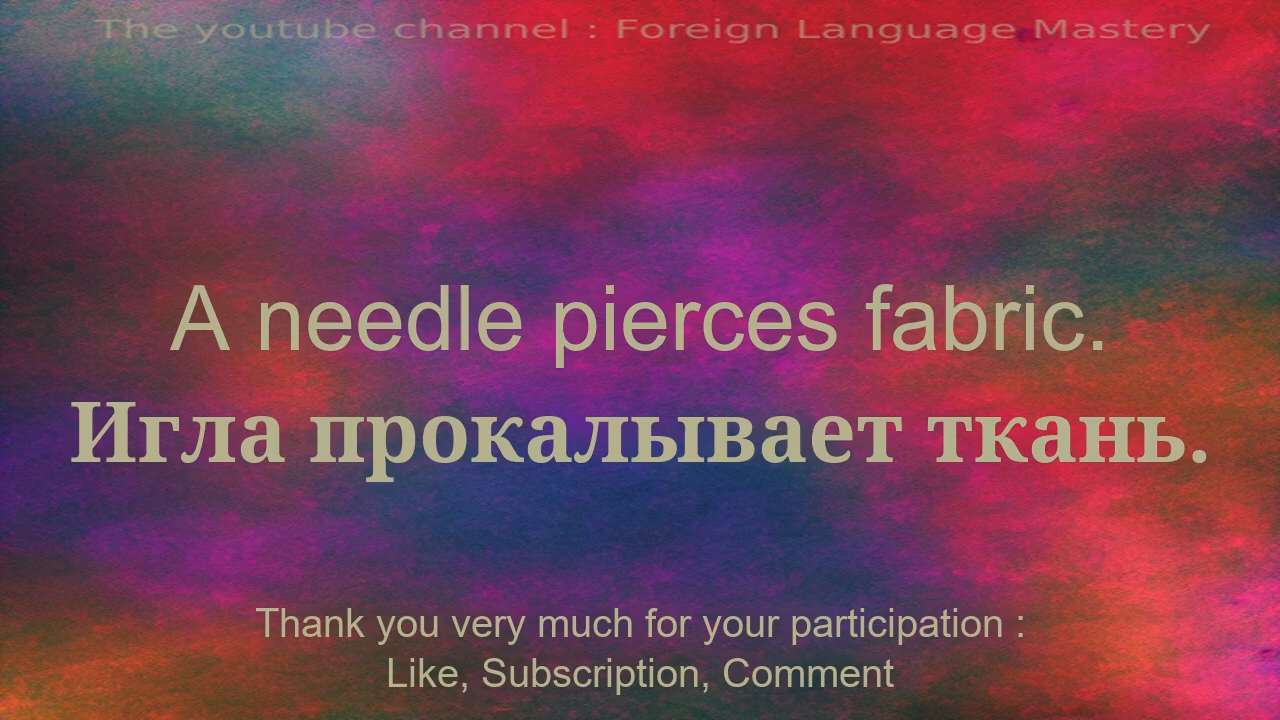 The youtube channel : Foreign Language Mastery
A needle pierces fabric.
Игла прокалывает ткань.
Thank you very much for your participation :
Like, Subscription, Comment